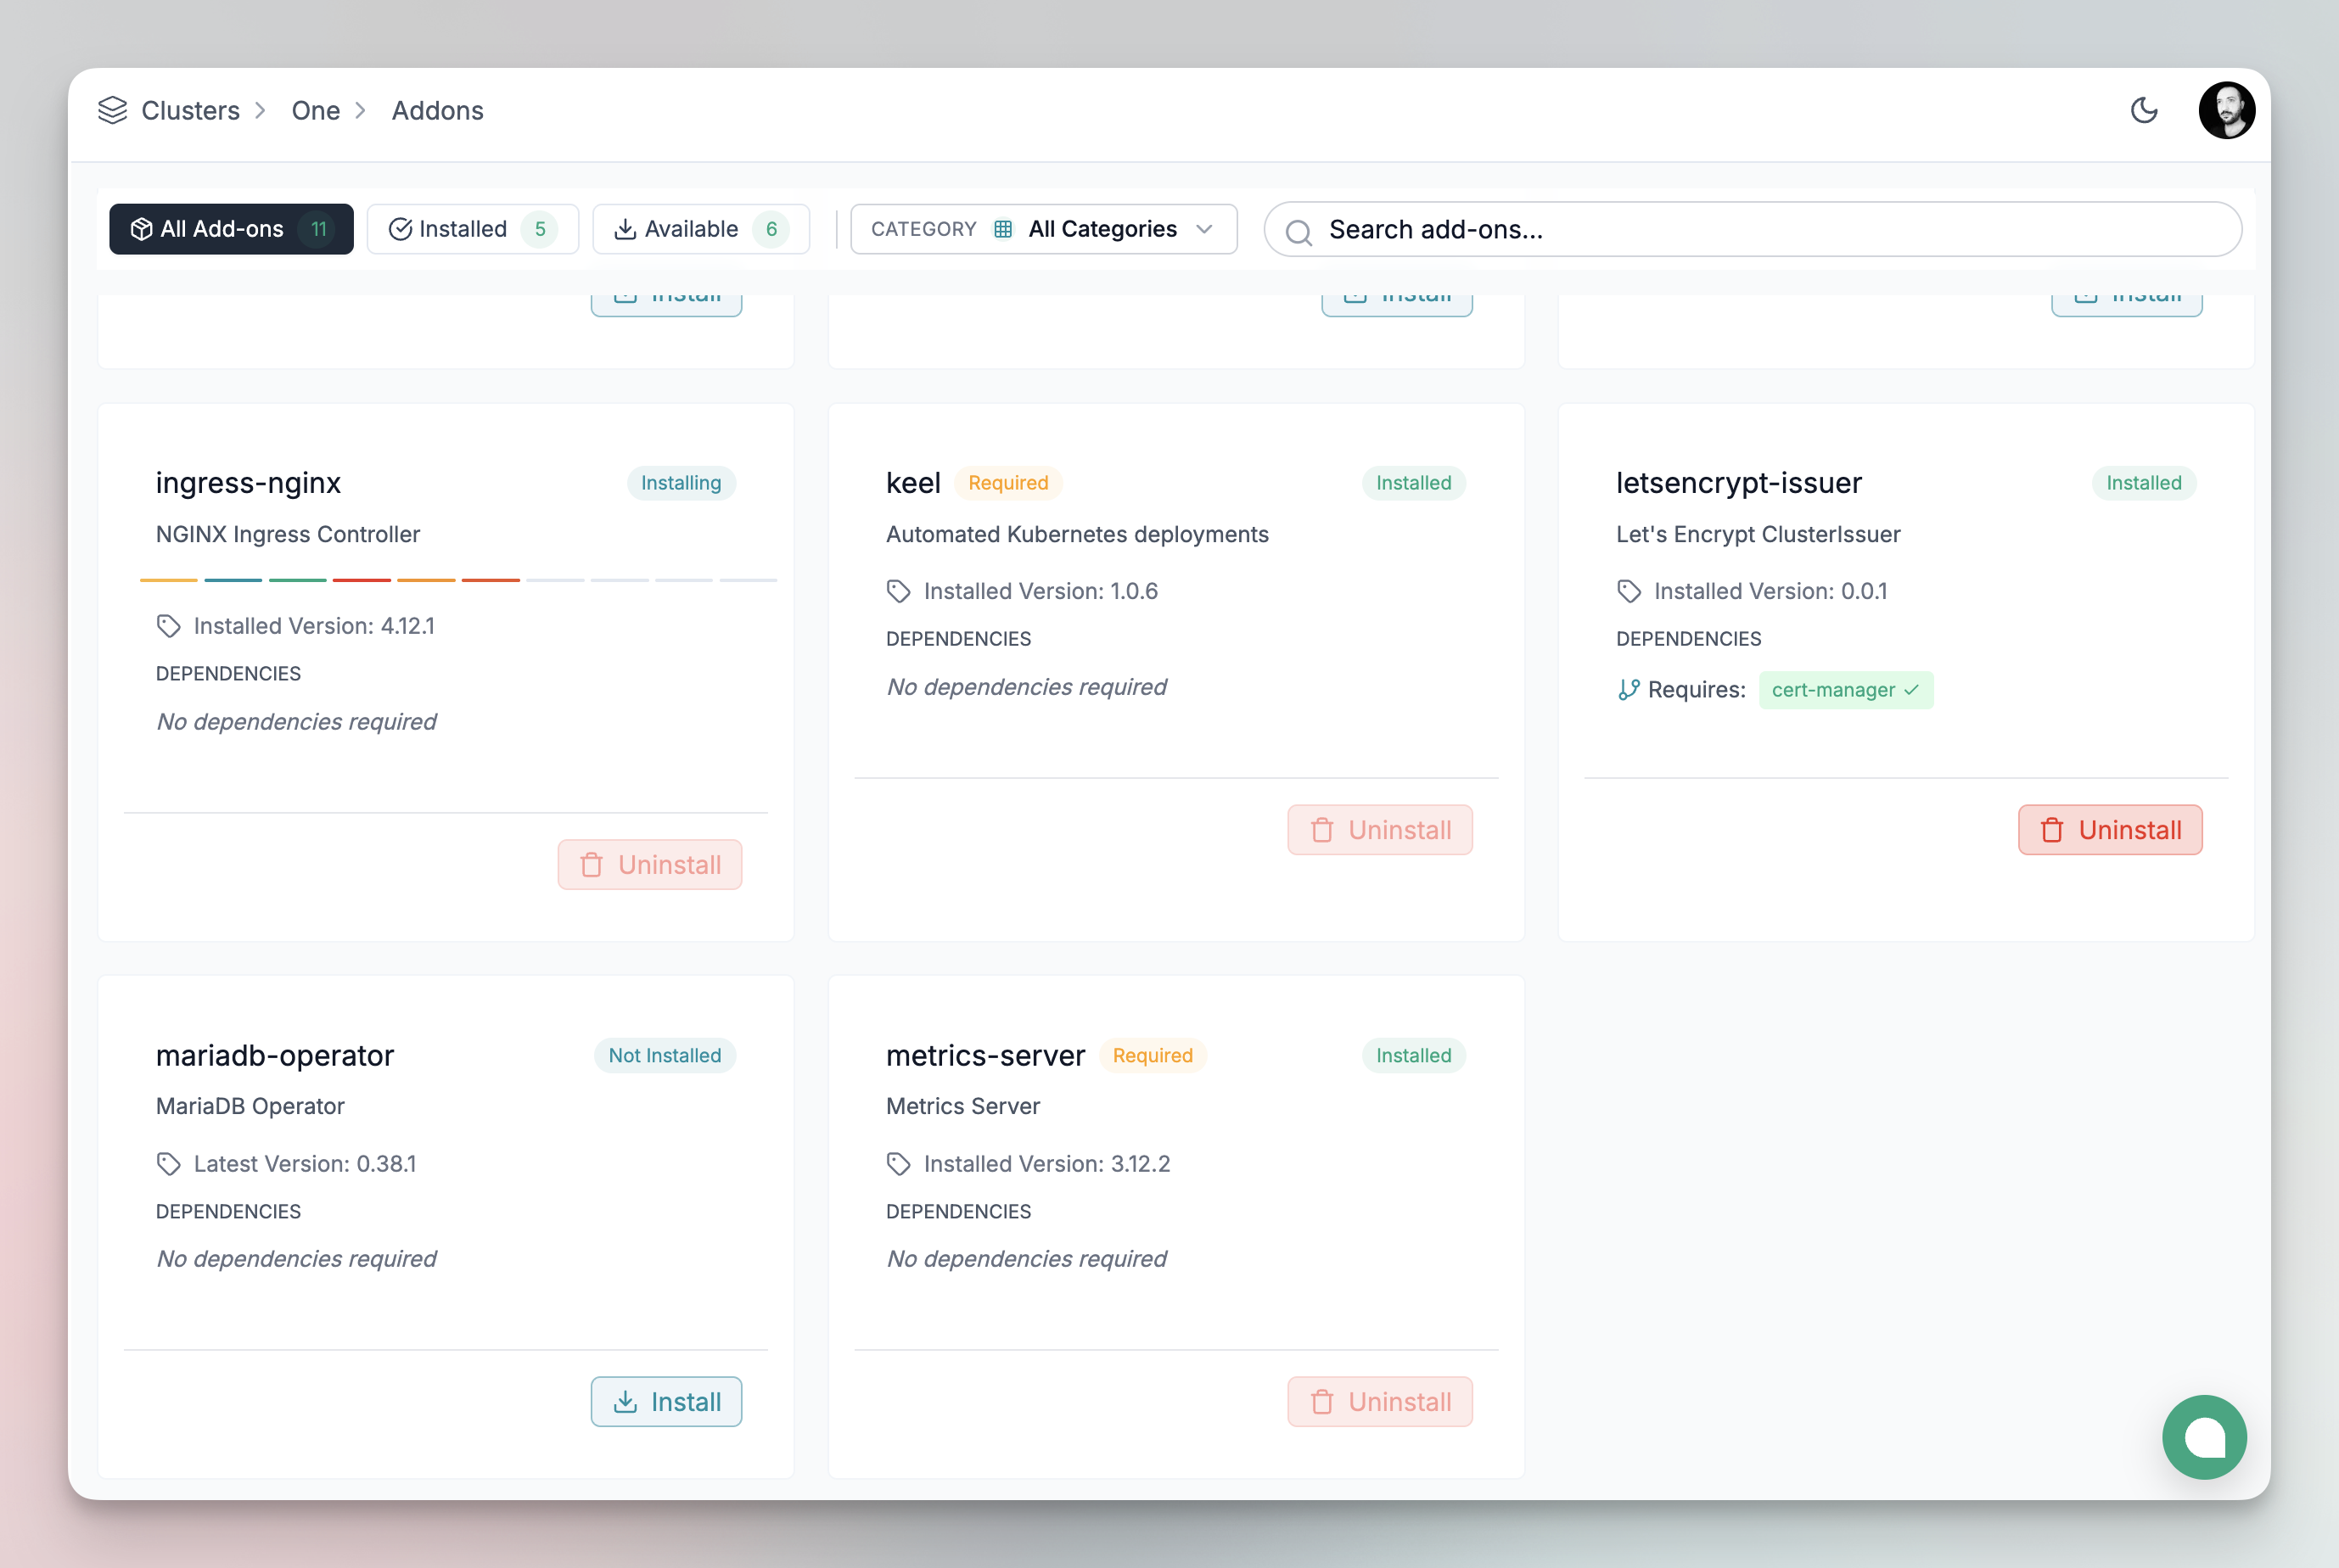 Clusters > One > Addons
All Add-ons 11 Installed 5 Available 6 CATEGORY All Categories Search add-ons...
Install Install Install
ingress-nginx Installing
NGINX Ingress Controller
Installed Version: 4.12.1
DEPENDENCIES
No dependencies required
Uninstall
keel Required Installed
Automated Kubernetes deployments
Installed Version: 1.0.6
DEPENDENCIES
No dependencies required
Uninstall
letsencrypt-issuer Installed
Let's Encrypt ClusterIssuer
Installed Version: 0.0.1
DEPENDENCIES
Requires: cert-manager ✓
Uninstall
mariadb-operator Not Installed
MariaDB Operator
Latest Version: 0.38.1
DEPENDENCIES
No dependencies required
Install
metrics-server Required Installed
Metrics Server
Installed Version: 3.12.2
DEPENDENCIES
No dependencies required
Uninstall